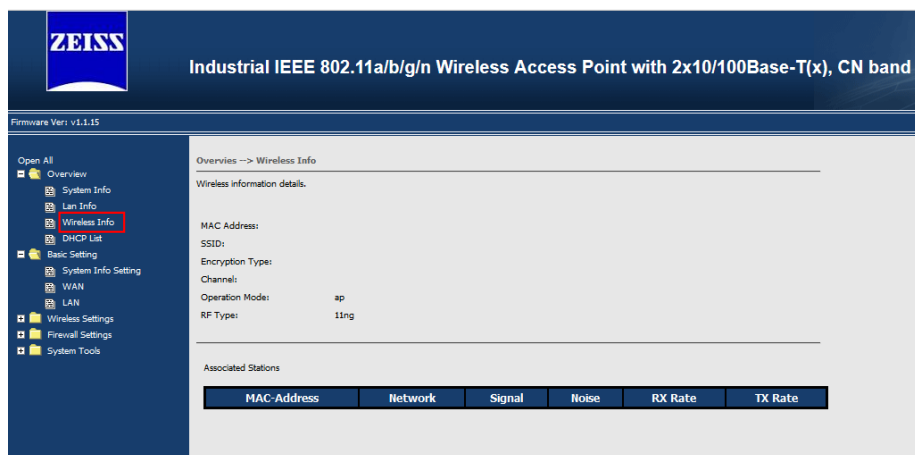 ZEISS
Industrial IEEE 802.11a/b/g/n Wireless Access Point with 2x10/100Base-T(x), CN band
Firmware Ver: v1.1.15
Open All
Overview
System Info
Lan Info
Wireless Info
DHCP List
Basic Setting
System Info Setting
WAN
LAN
Wireless Settings
Firewall Settings
System Tools
Overvies --> Wireless Info
Wireless information details.
MAC Address:
SSID:
Encryption Type:
Channel:
Operation Mode: ap
RF Type: 11ng
Associated Stations
MAC-Address Network Signal Noise RX Rate TX Rate